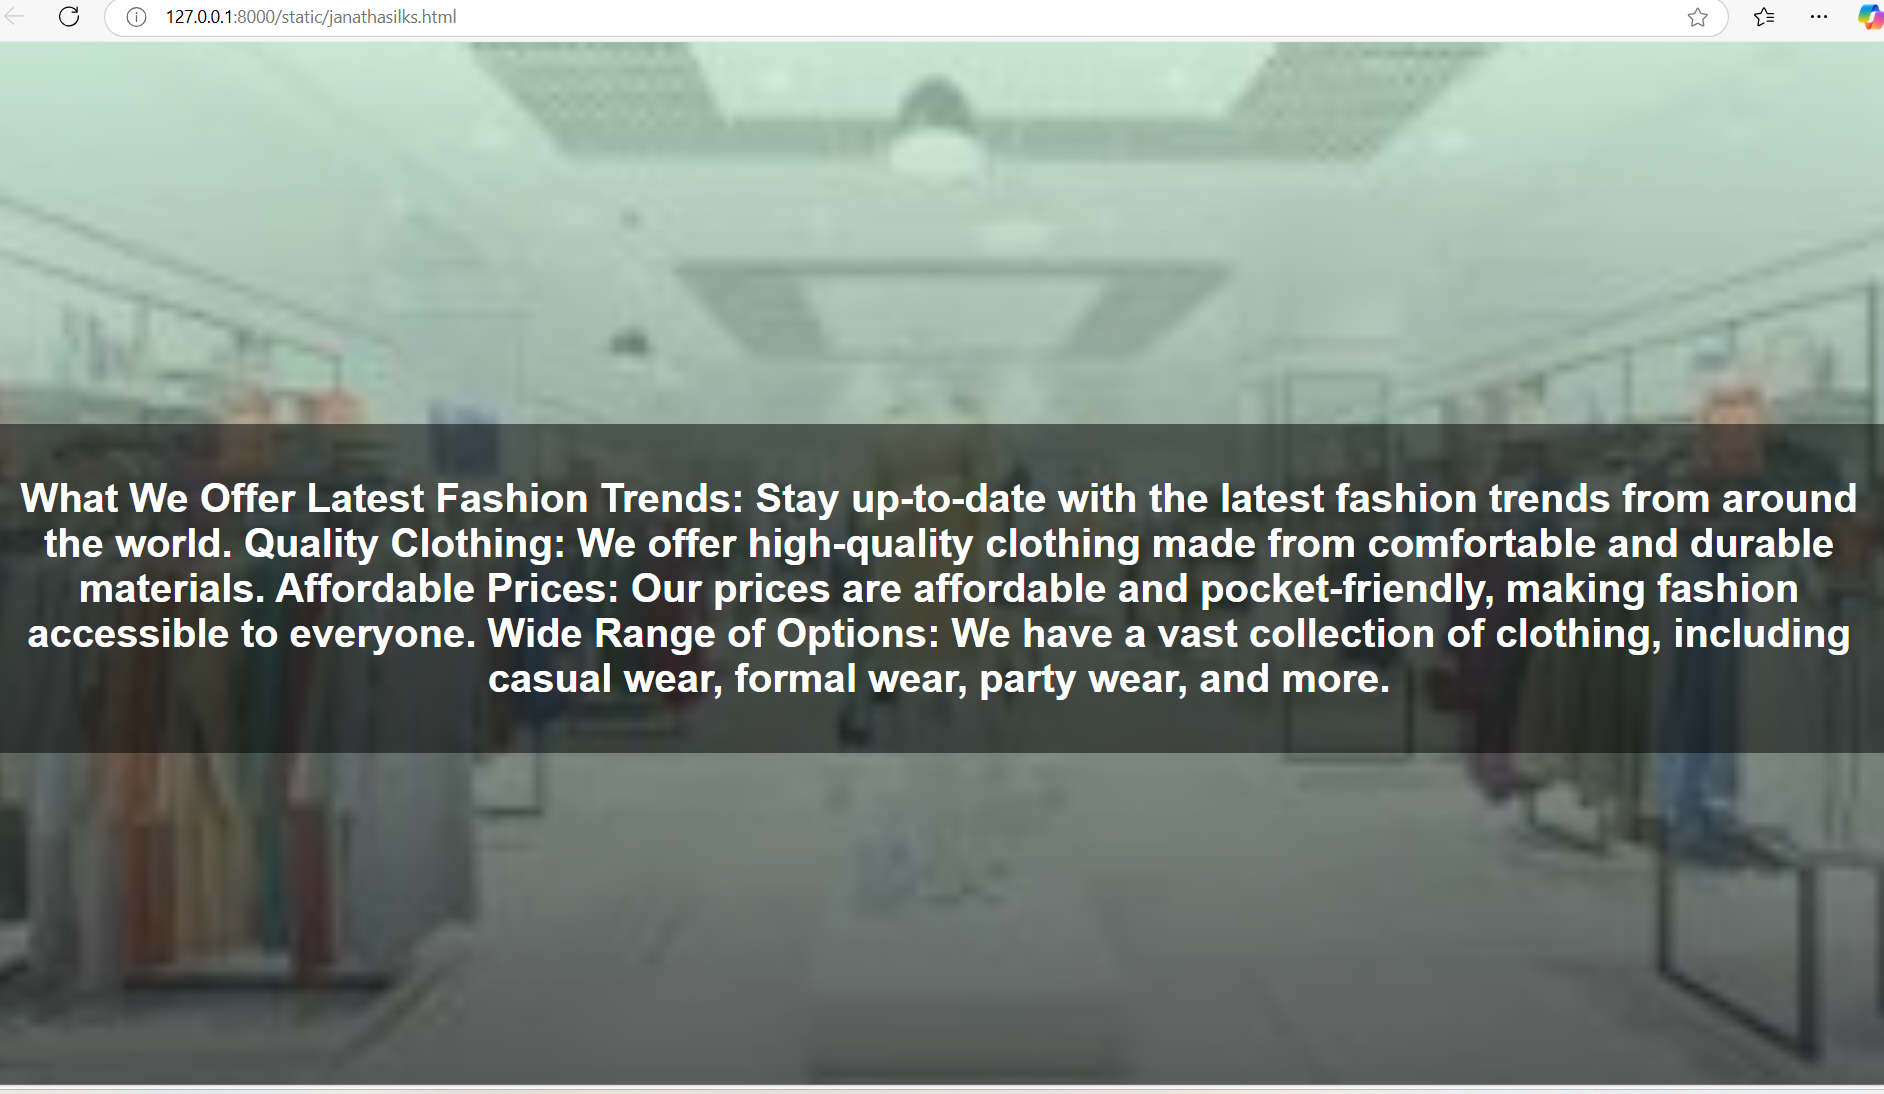 127.0.0.1:8000/static/janathasilks.html
What We Offer Latest Fashion Trends: Stay up-to-date with the latest fashion trends from around
the world. Quality Clothing: We offer high-quality clothing made from comfortable and durable
materials. Affordable Prices: Our prices are affordable and pocket-friendly, making fashion
accessible to everyone. Wide Range of Options: We have a vast collection of clothing, including
casual wear, formal wear, party wear, and more.